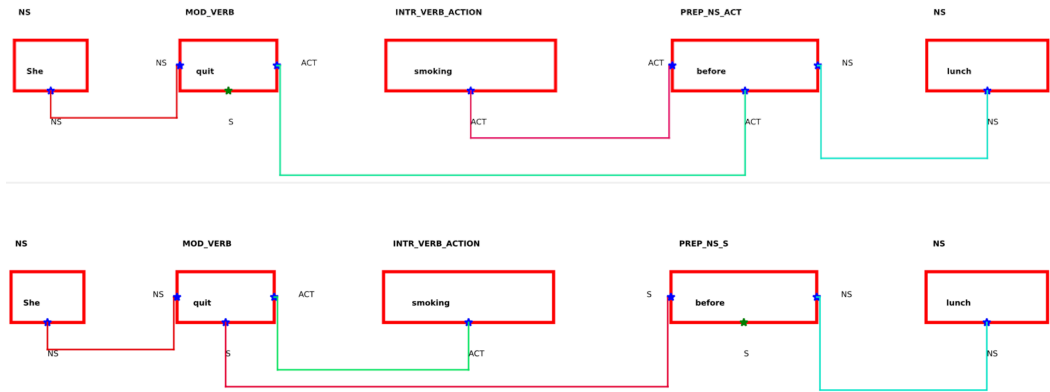 NS MOD_VERB INTR_VERB_ACTION PREP_NS_ACT NS
NS ACT ACT NS
She quit smoking before lunch
NS S ACT ACT NS
NS MOD_VERB INTR_VERB_ACTION PREP_NS_S NS
NS ACT S NS
She quit smoking before lunch
NS S ACT S NS